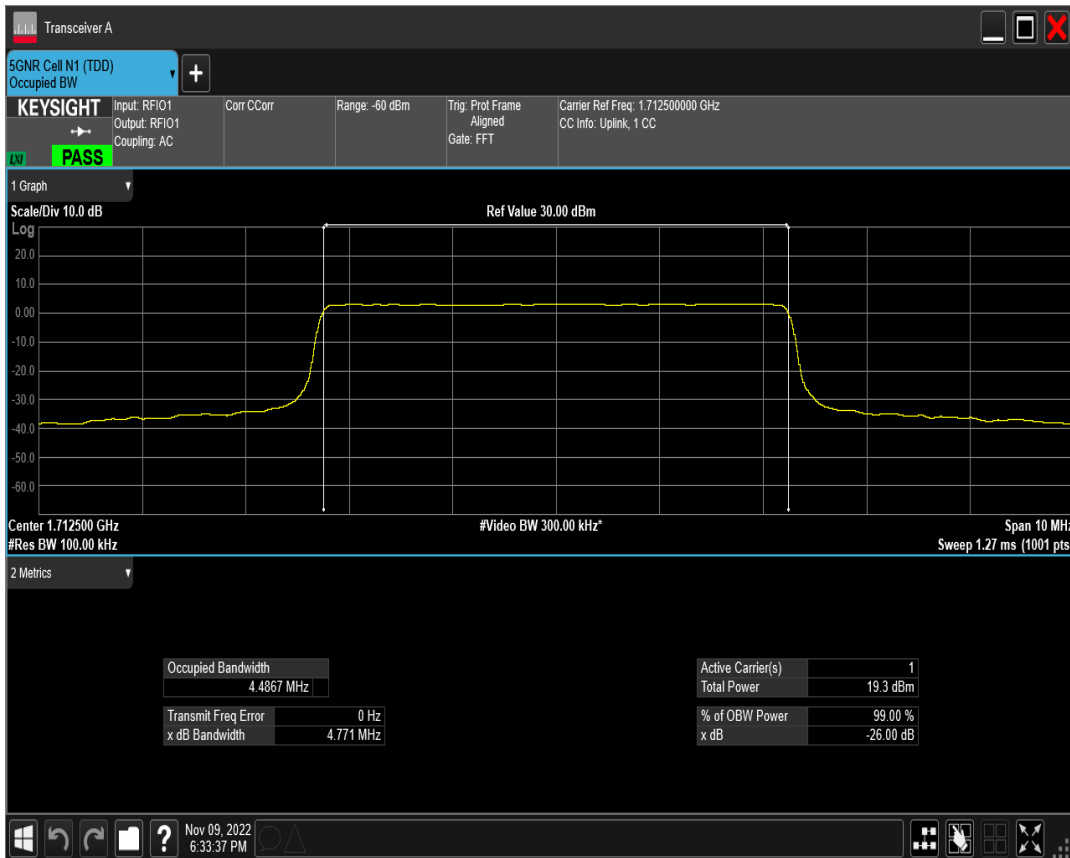 Transceiver A
5GNR Cell N1 (TDD)
Occupied BW
+
KEYSIGHT
LXI
PASS
Input: RFIO1
Output: RFIO1
Coupling: AC
Corr CCorr
Range: -60 dBm
Trig: Prot Frame
Aligned
Gate: FFT
Carrier Ref Freq: 1.712500000 GHz
CC Info: Uplink, 1 CC
1 Graph
Scale/Div 10.0 dB
Ref Value 30.00 dBm
Log
20.0
10.0
0.00
-10.0
-20.0
-30.0
-40.0
-50.0
-60.0
Center 1.712500 GHz
#Video BW 300.00 kHz*
Span 10 MHz
#Res BW 100.00 kHz
Sweep 1.27 ms (1001 pts
2 Metrics
Occupied Bandwidth
4.4867 MHz
Transmit Freq Error 0 Hz
x dB Bandwidth 4.771 MHz
Active Carrier(s) 1
Total Power 19.3 dBm
% of OBW Power 99.00 %
x dB -26.00 dB
?
Nov 09, 2022
6:33:37 PM